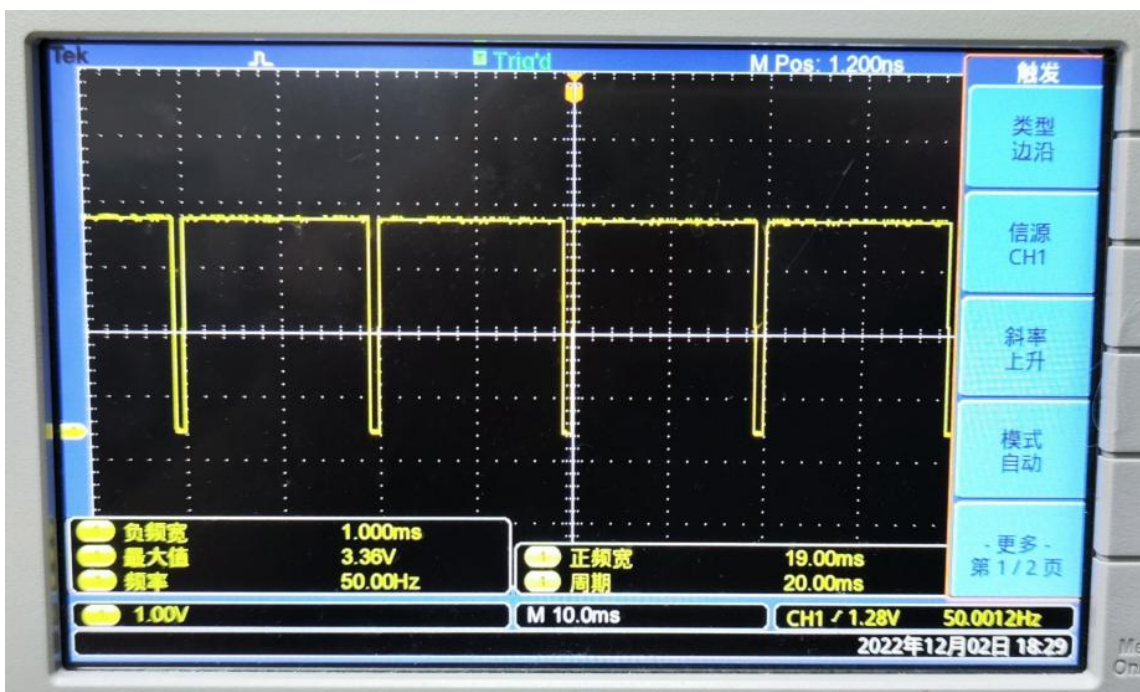 Tek
Trig'd
M Pos: 1.200ns
触发
类型
边沿
信源
CH1
斜率
上升
模式
自动
- 更多 -
第 1 / 2 页
负频宽 1.000ms
最大值 3.36V
频率 50.00Hz
正频宽 19.00ms
周期 20.00ms
1.00V
M 10.0ms
CH1 / 1.28V 50.0012Hz
2022年12月02日 18:29